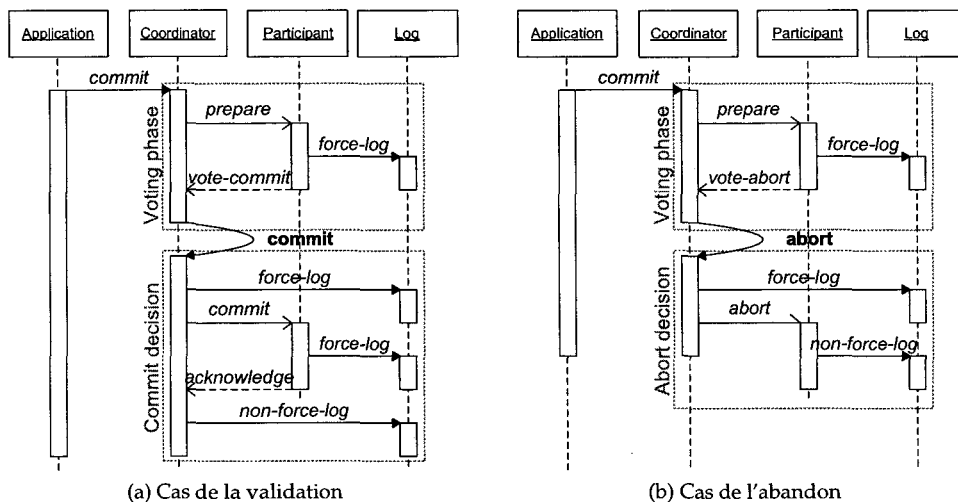 Application Coordinator Participant Log
commit
prepare
force-log
vote-commit
Voting phase
commit
force-log
commit
force-log
acknowledge
non-force-log
Commit decision
(a) Cas de la validation
Application Coordinator Participant Log
commit
prepare
force-log
vote-abort
Voting phase
abort
force-log
abort
non-force-log
Abort decision
(b) Cas de l'abandon